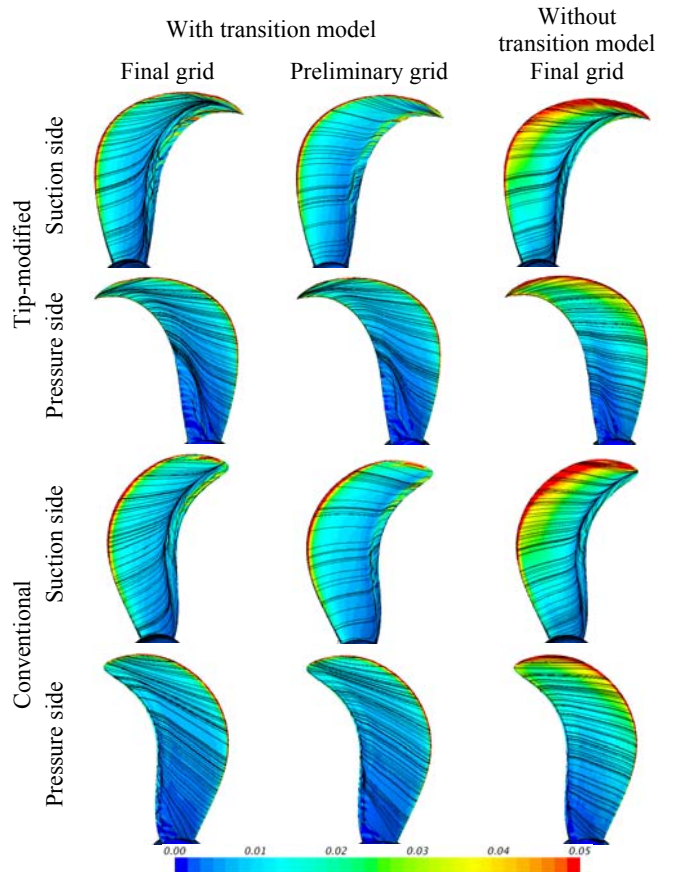 With transition model
Without
transition model
Final grid
Preliminary grid
Final grid
Tip-modified
Suction side
Pressure side
Conventional
Suction side
Pressure side
0.00 0.01 0.02 0.03 0.04 0.05